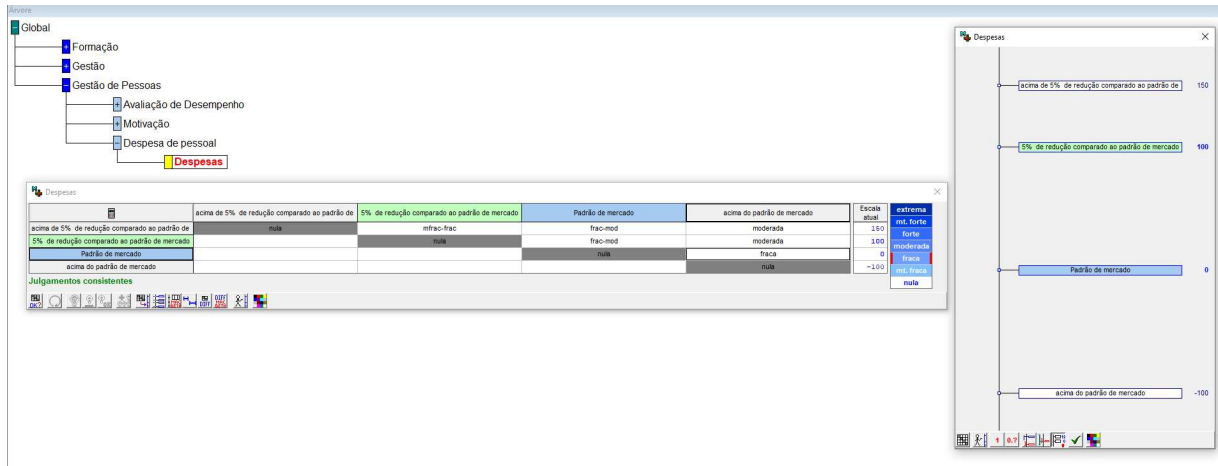 Árvore
Global
Formação
Gestão
Gestão de Pessoas
Avaliação de Desempenho
Motivação
Despesa de pessoal
Despesas
Despesas
acima de 5% de redução comparado ao padrão de
5% de redução comparado ao padrão de mercado
Padrão de mercado
acima do padrão de mercado
Escala atual
acima de 5% de redução comparado ao padrão de
nula
mfrac-frac
frac-mod
moderada
150
5% de redução comparado ao padrão de mercado
nula
frac-mod
moderada
100
Padrão de mercado
nula
fraca
0
acima do padrão de mercado
nula
-100
extrema
mt. forte
forte
moderada
fraca
mt. fraca
nula
Julgamentos consistentes
OK?
DIFF
Despesas
acima de 5% de redução comparado ao padrão de 150
5% de redução comparado ao padrão de mercado 100
Padrão de mercado 0
acima do padrão de mercado -100
1 0.?